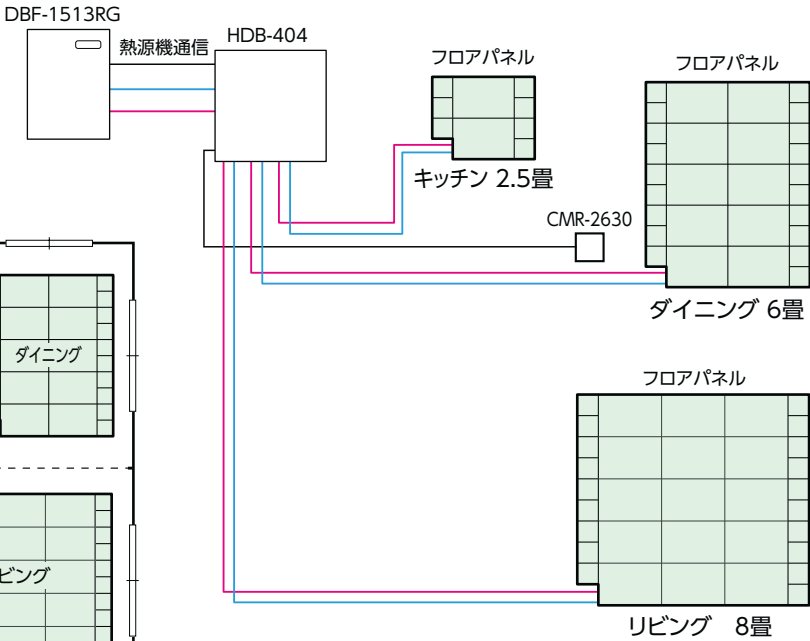 DBF-1513RG
熱源機通信
HDB-404
フロアパネル
キッチン 2.5畳
フロアパネル
CMR-2630
ダイニング 6畳
ダイニング
フロアパネル
ビング
リビング 8畳